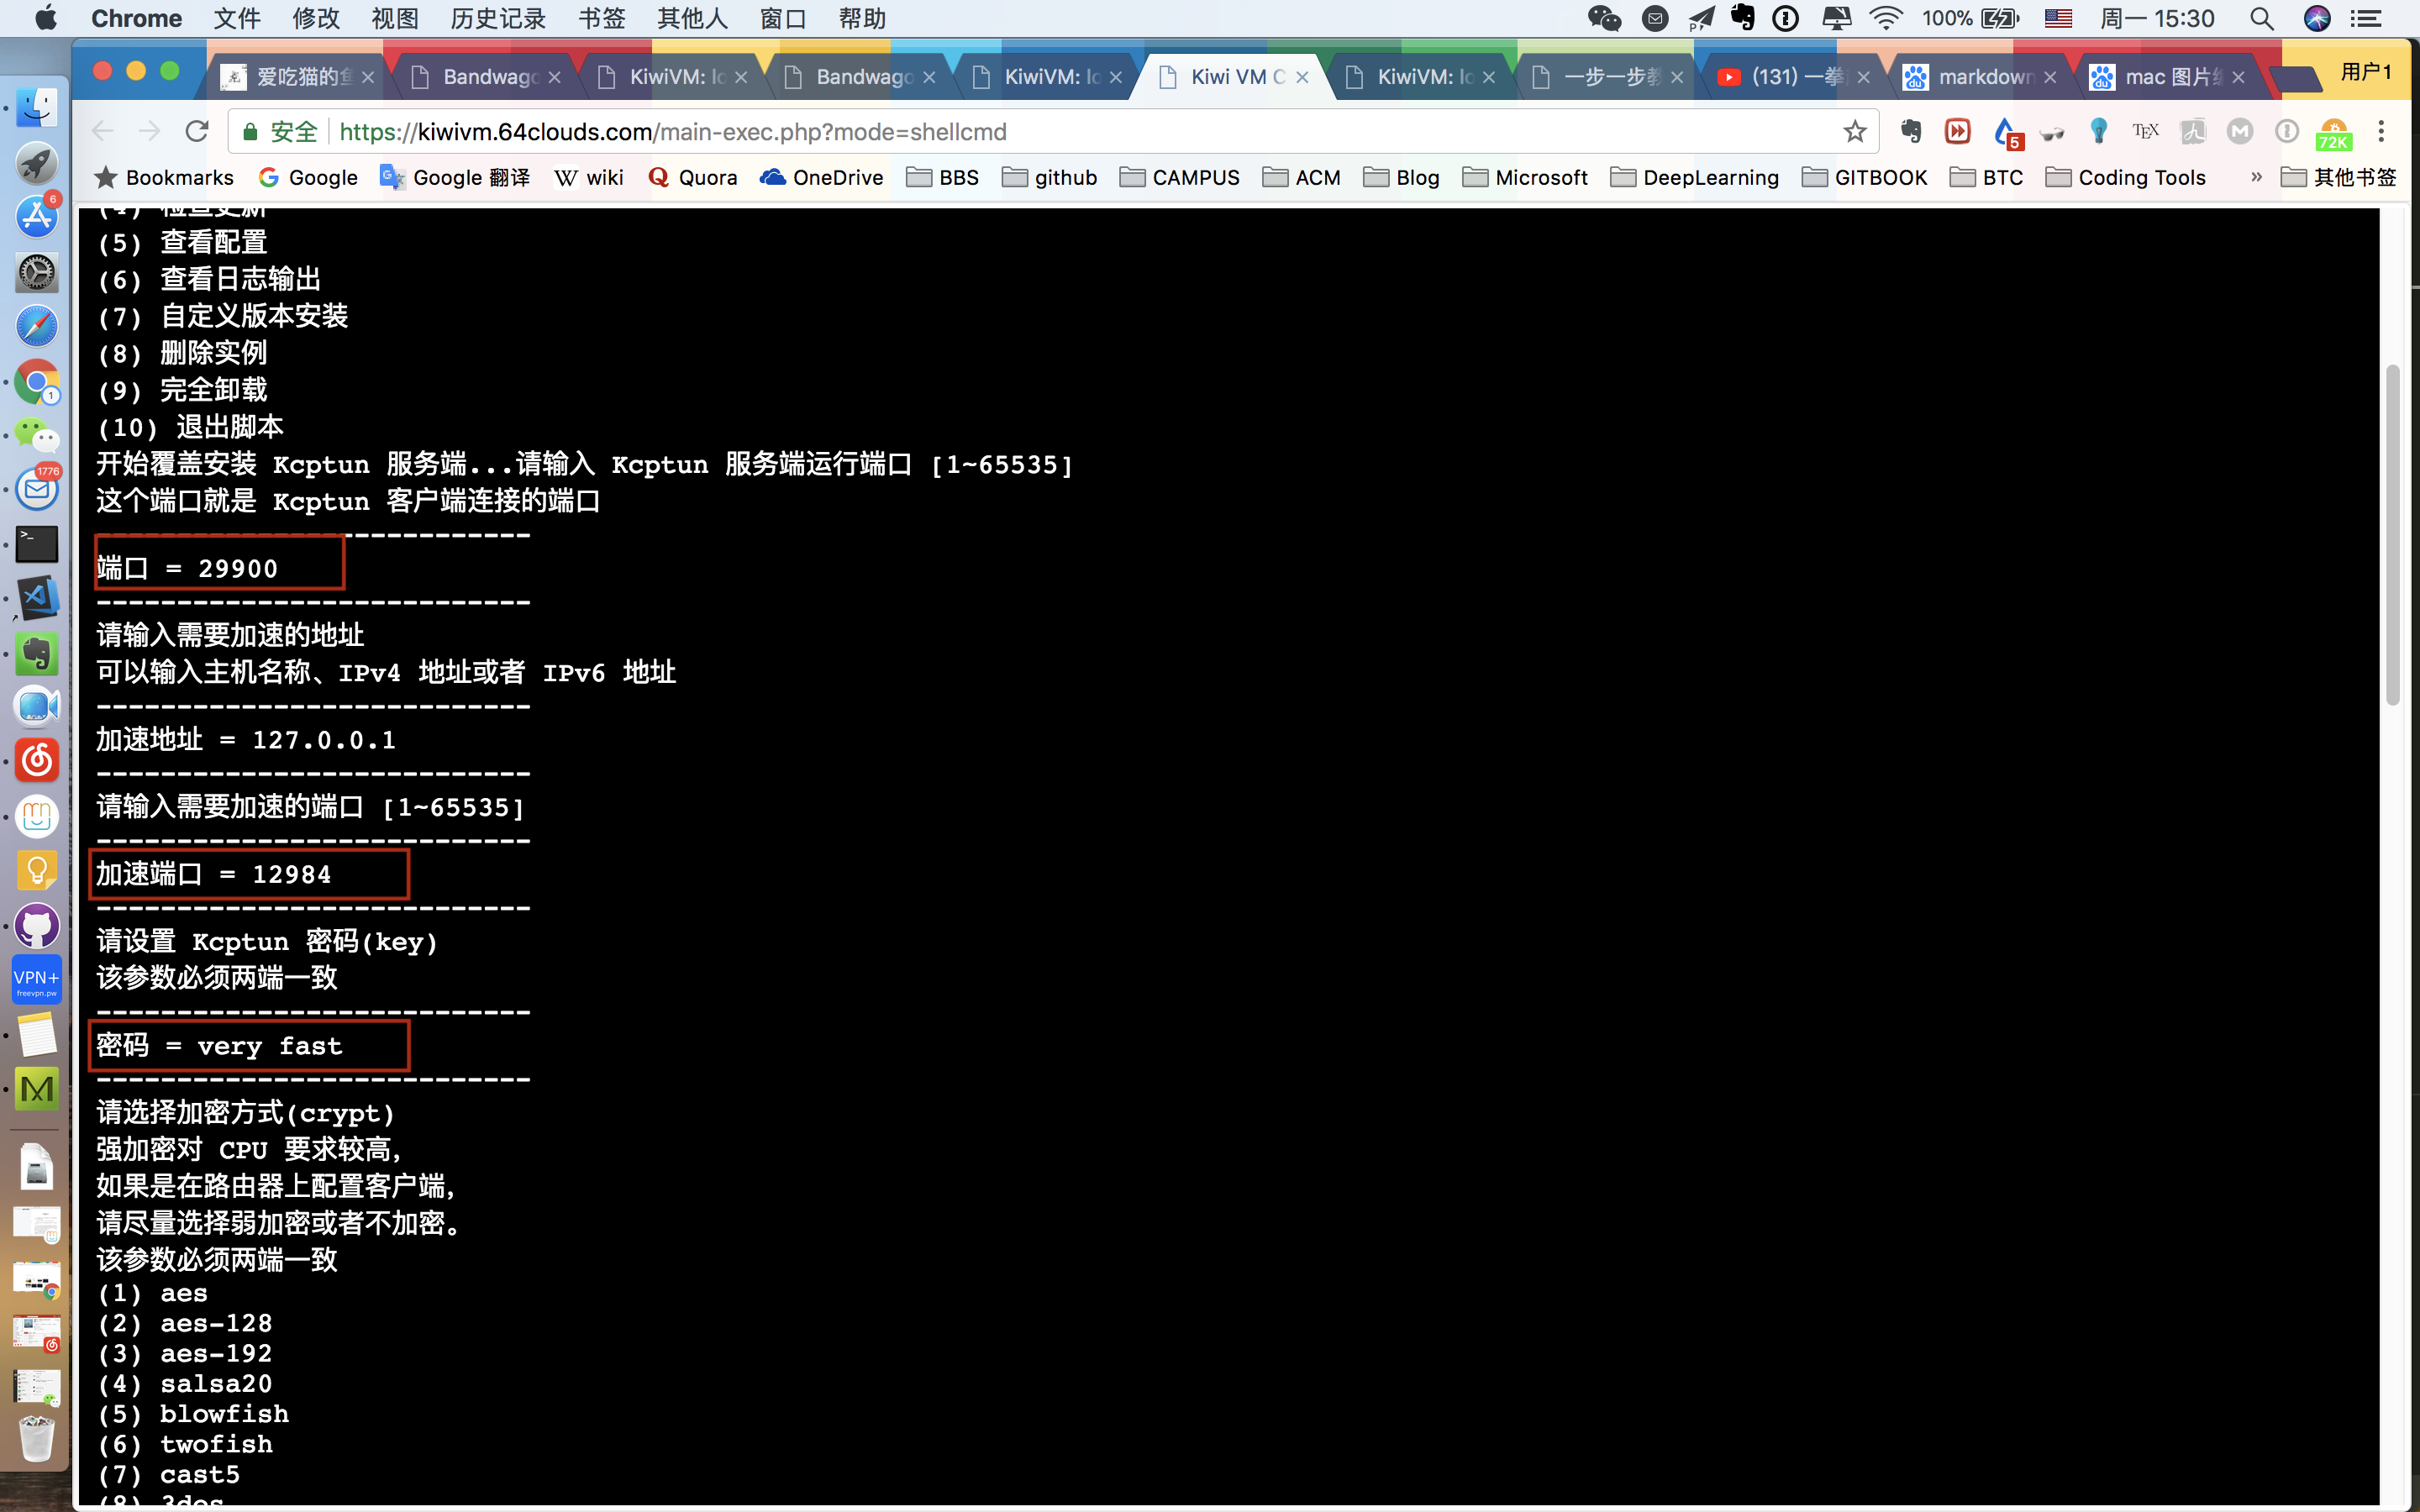 Chrome 文件 修改 视图 历史记录 书签 其他人 窗口 帮助 100% 周一 15:30
爱吃猫的鱼 Bandwago KiwiVM: lo Bandwago KiwiVM: lo Kiwi VM C KiwiVM: lo 一步一步教 (131) 一拳 markdown mac 图片 用户1
安全 https://kiwivm.64clouds.com/main-exec.php?mode=shellcmd TEX 5 72K
Bookmarks Google Google 翻译 wiki Quora OneDrive BBS github CAMPUS ACM Blog Microsoft DeepLearning GITBOOK BTC Coding Tools » 其他书签
(4) 检查更新
(5) 查看配置
(6) 查看日志输出
(7) 自定义版本安装
(8) 删除实例
(9) 完全卸载
(10) 退出脚本
开始覆盖安装 Kcptun 服务端...请输入 Kcptun 服务端运行端口 [1~65535]
这个端口就是 Kcptun 客户端连接的端口
---------------------------
端口 = 29900
---------------------------
请输入需要加速的地址
可以输入主机名称、IPv4 地址或者 IPv6 地址
---------------------------
加速地址 = 127.0.0.1
---------------------------
请输入需要加速的端口 [1~65535]
---------------------------
加速端口 = 12984
---------------------------
请设置 Kcptun 密码(key)
该参数必须两端一致
---------------------------
密码 = very fast
---------------------------
请选择加密方式(crypt)
强加密对 CPU 要求较高，
如果是在路由器上配置客户端，
请尽量选择弱加密或者不加密。
该参数必须两端一致
(1) aes
(2) aes-128
(3) aes-192
(4) salsa20
(5) blowfish
(6) twofish
(7) cast5
(8) 3des
6
1
1776
VPN+
freevpn.pw